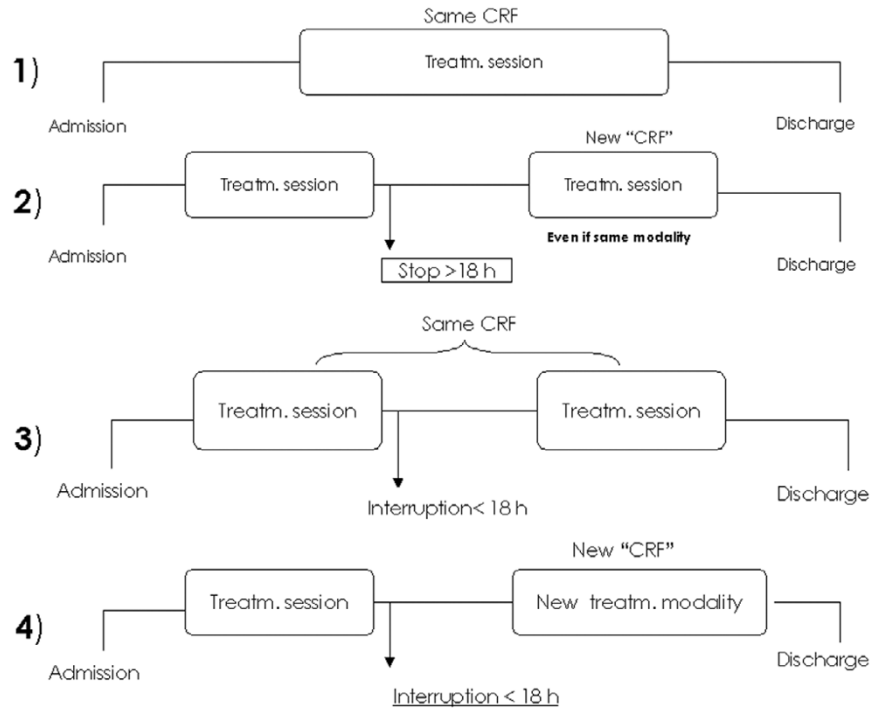 Same CRF
1)
Treatm. session
Admission
Discharge
New “CRF”
2)
Treatm. session
Treatm. session
Even if same modality
Admission
Discharge
Stop >18 h
Same CRF
3)
Treatm. session
Treatm. session
Admission
Discharge
Interruption< 18 h
New “CRF”
4)
Treatm. session
New treatm. modality
Admission
Discharge
Interruption < 18 h